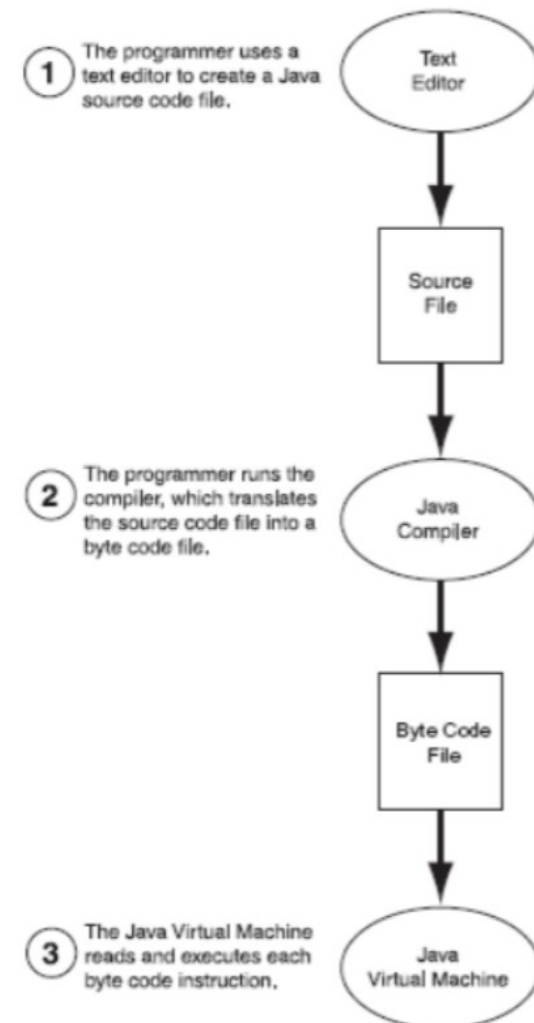 1
The programmer uses a
text editor to create a Java
source code file.
Text
Editor
Source
File
2
The programmer runs the
compiler, which translates
the source code file into a
byte code file.
Java
Compiler
Byte Code
File
3
The Java Virtual Machine
reads and executes each
byte code instruction.
Java
Virtual Machine